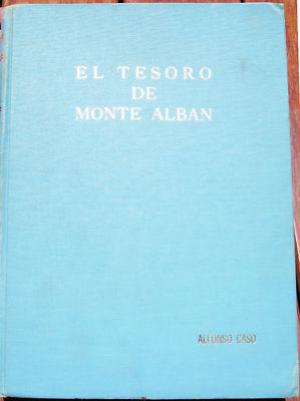 EL TESORO
DE
MONTE ALBAN
ALFONSO CASO